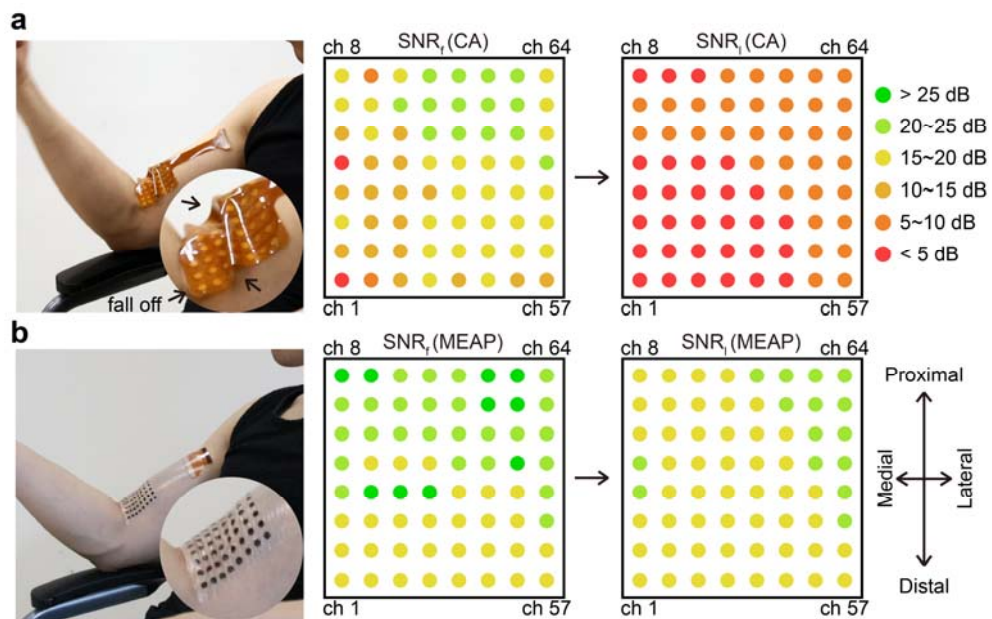 a
fall off
ch 8 SNRf (CA) ch 64
ch 1 ch 57
ch 8 SNRl (CA) ch 64
ch 1 ch 57
> 25 dB
20~25 dB
15~20 dB
10~15 dB
5~10 dB
< 5 dB
b
ch 8 SNRf (MEAP) ch 64
ch 1 ch 57
ch 8 SNRl (MEAP) ch 64
ch 1 ch 57
Proximal
Medial
Lateral
Distal